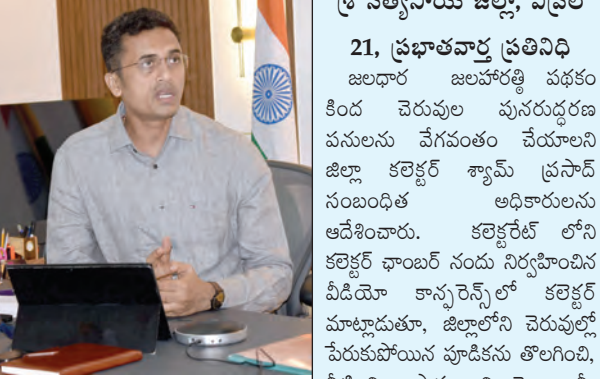 శ్రీ సత్యసాయి జిల్లా, ఏప్రిల్
21, ప్రభాతవార్త ప్రతినిధి
జలధార జలహారత్తి పథకం
కింద చెరువుల పునరుద్ధరణ
పనులను వేగవంతం చేయాలని
జిల్లా కలెక్టర్ శ్యామ్ ప్రసాద్
సంబంధిత అధికారులను
ఆదేశించారు. కలెక్టరేట్ లోని
కలెక్టర్ ఛాంబర్ నందు నిర్వహించిన
వీడియో కాన్ఫరెన్స్‌లో కలెక్టర్
మాట్లాడుతూ, జిల్లాలోని చెరువుల్లో
పేరుకుపోయిన పూడికను తొలగించి,